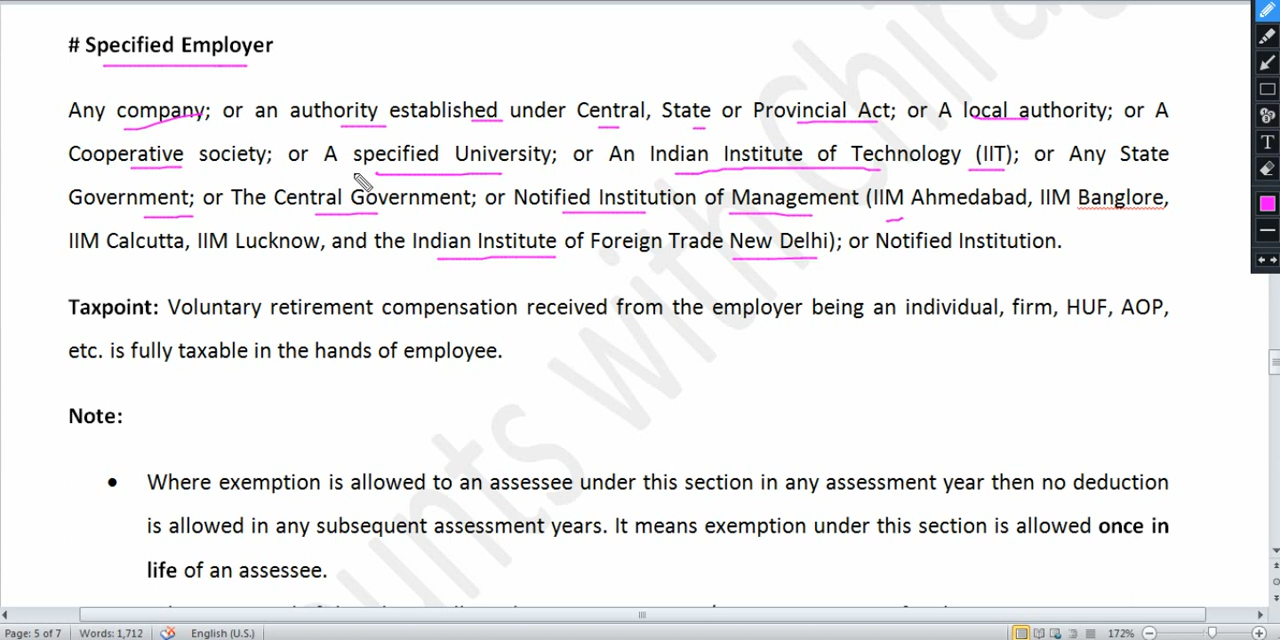 # Specified Employer
Any company; or an authority established under Central, State or Provincial Act; or A local authority; or A
Cooperative society; or A specified University; or An Indian Institute of Technology (IIT); or Any State
Government; or The Central Government; or Notified Institution of Management (IIM Ahmedabad, IIM Banglore,
IIM Calcutta, IIM Lucknow, and the Indian Institute of Foreign Trade New Delhi); or Notified Institution.
Taxpoint: Voluntary retirement compensation received from the employer being an individual, firm, HUF, AOP,
etc. is fully taxable in the hands of employee.
Note:
• Where exemption is allowed to an assessee under this section in any assessment year then no deduction
is allowed in any subsequent assessment years. It means exemption under this section is allowed once in
life of an assessee.
Page: 5 of 7 Words: 1,712 English (U.S.) 172%